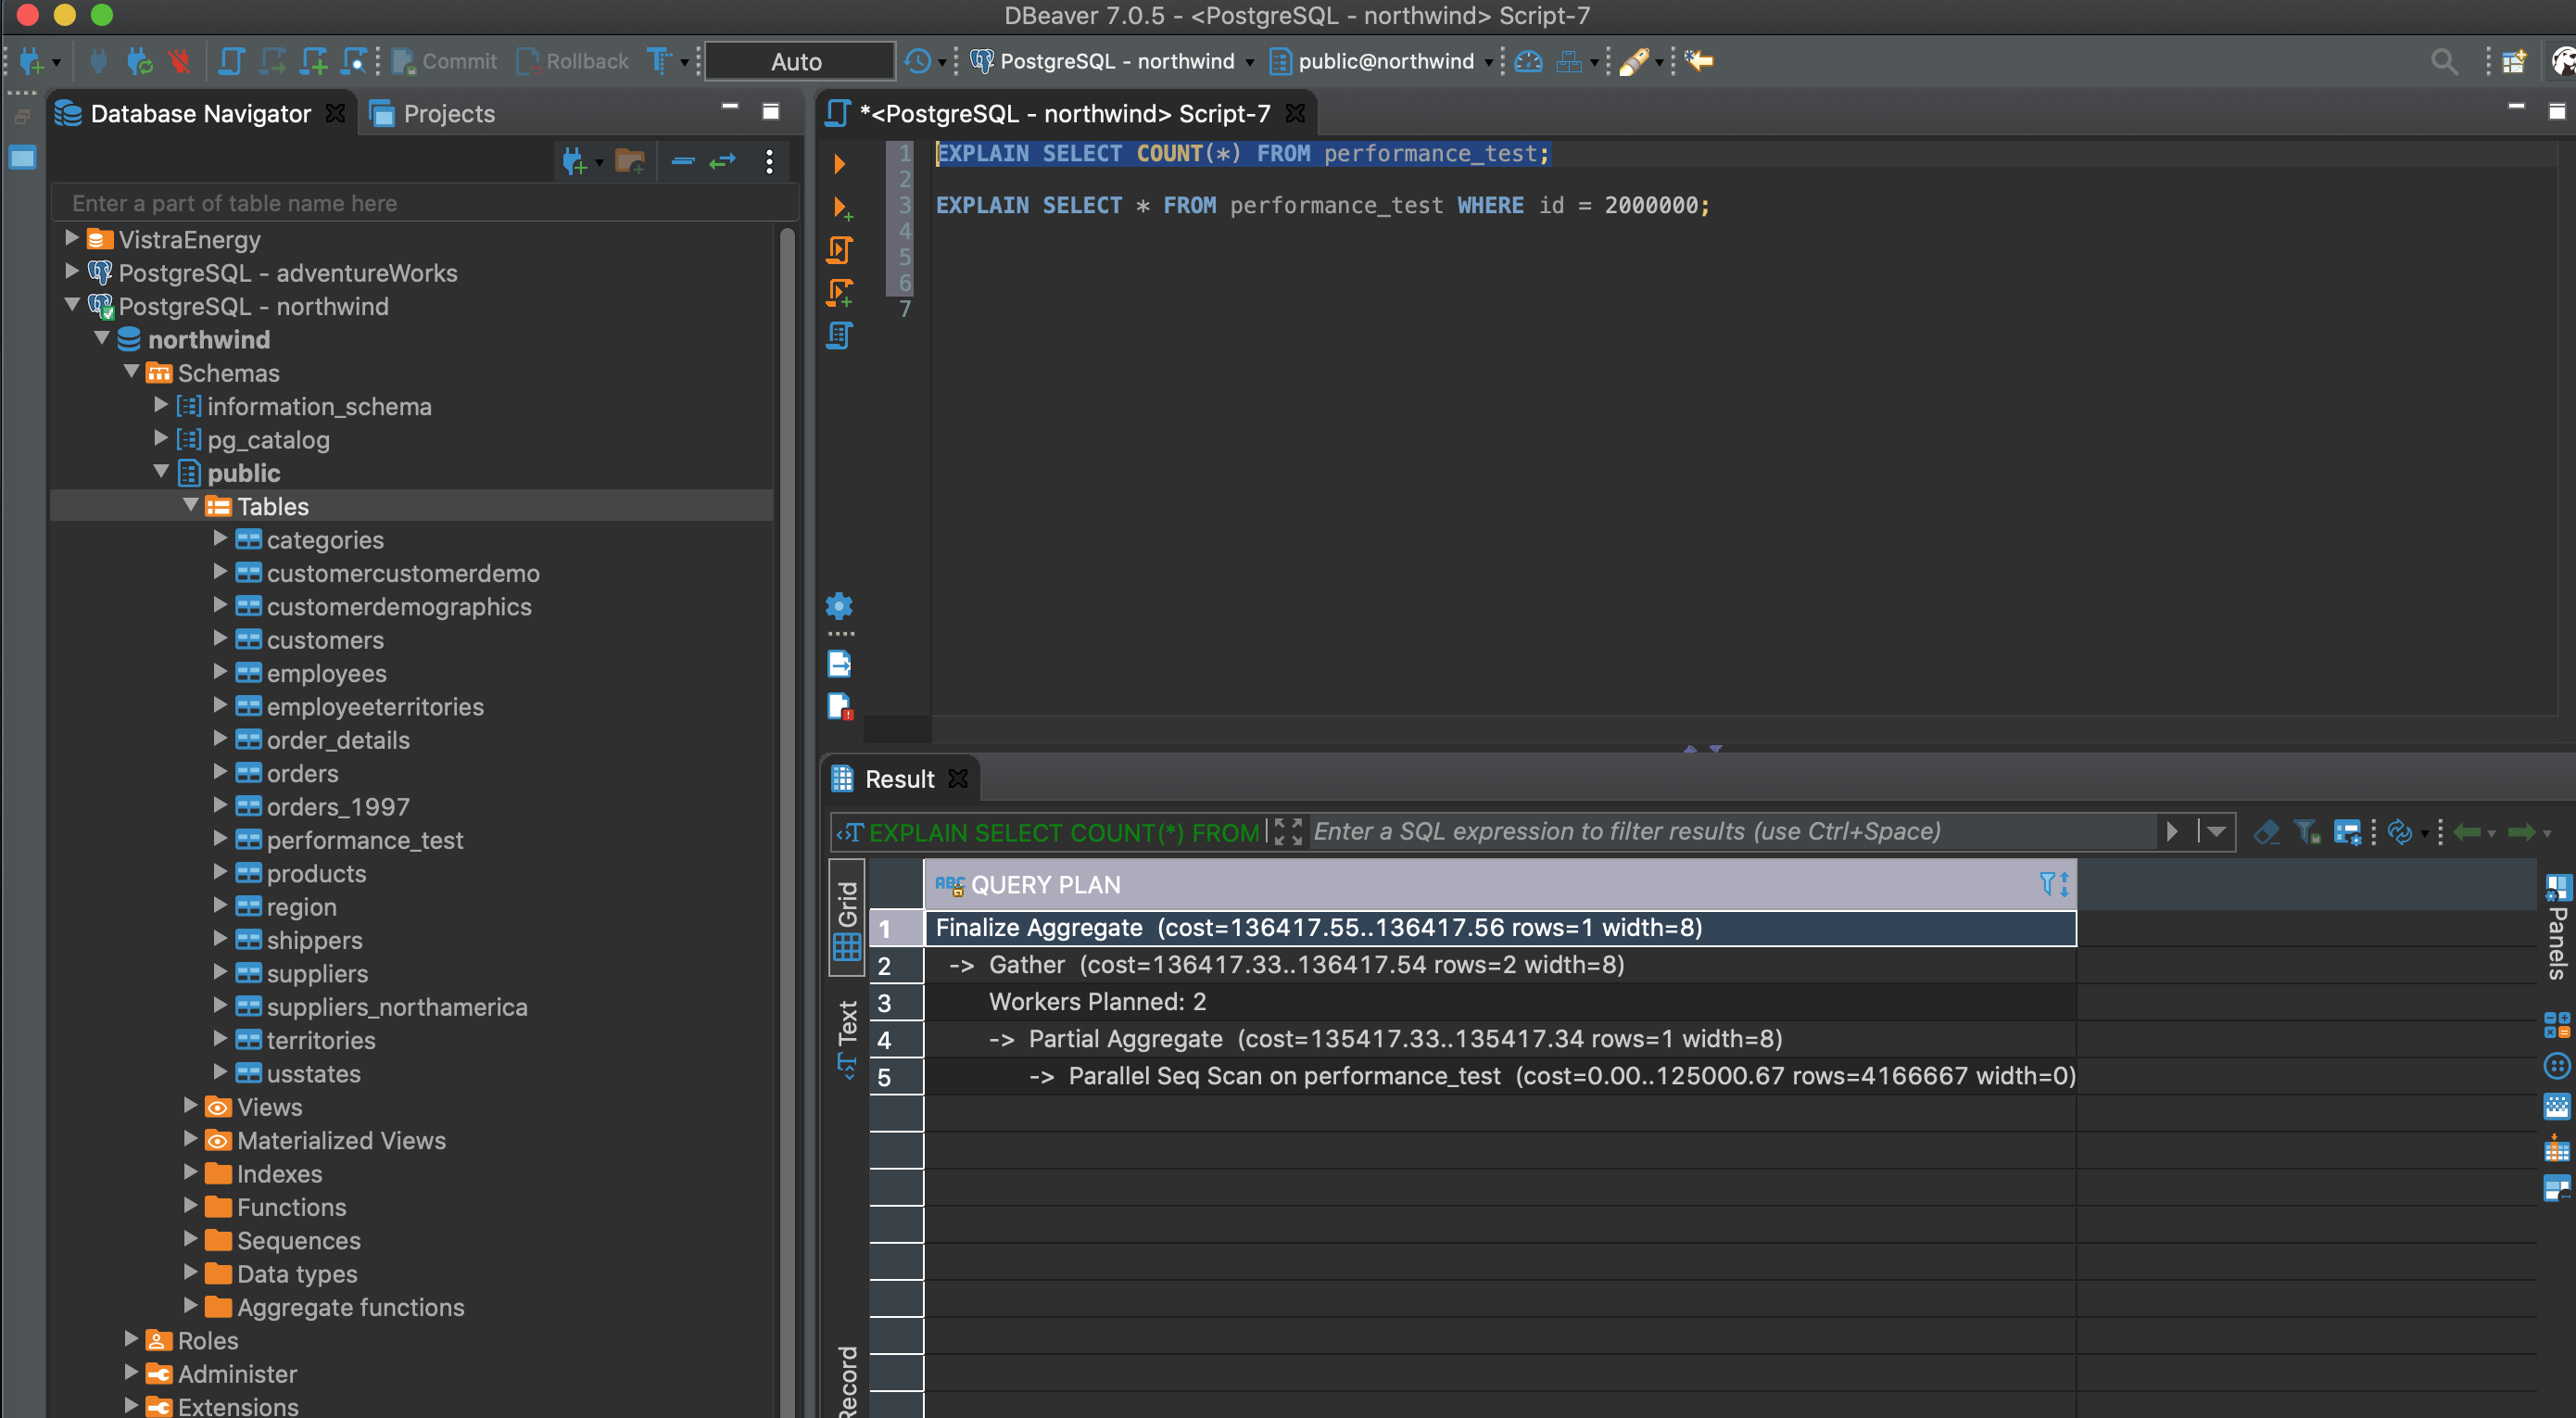 DBeaver 7.0.5 - <PostgreSQL - northwind> Script-7
Commit
Rollback
Auto
PostgreSQL - northwind
public@northwind
Database Navigator
Projects
Enter a part of table name here
VistraEnergy
PostgreSQL - adventureWorks
PostgreSQL - northwind
northwind
Schemas
information_schema
pg_catalog
public
Tables
categories
customercustomerdemo
customerdemographics
customers
employees
employeeterritories
order_details
orders
orders_1997
performance_test
products
region
shippers
suppliers
suppliers_northamerica
territories
usstates
Views
Materialized Views
Indexes
Functions
Sequences
Data types
Aggregate functions
Roles
Administer
Extensions
*<PostgreSQL - northwind> Script-7
1 EXPLAIN SELECT COUNT(*) FROM performance_test;
2
3 EXPLAIN SELECT * FROM performance_test WHERE id = 2000000;
4
5
6
7
Result
EXPLAIN SELECT COUNT(*) FROM
Enter a SQL expression to filter results (use Ctrl+Space)
Grid
Text
Record
ABC QUERY PLAN
1 Finalize Aggregate (cost=136417.55..136417.56 rows=1 width=8)
2 -> Gather (cost=136417.33..136417.54 rows=2 width=8)
3 Workers Planned: 2
4 -> Partial Aggregate (cost=135417.33..135417.34 rows=1 width=8)
5 -> Parallel Seq Scan on performance_test (cost=0.00..125000.67 rows=4166667 width=0)
Panels